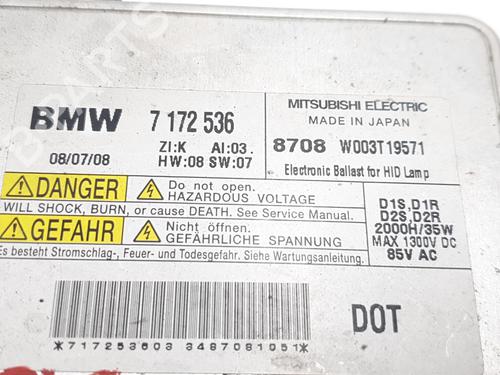 BMW 7 172 536
ZI:K AI:03.
08/07/08 HW:08 SW:07
MITSUBISHI ELECTRIC
MADE IN JAPAN
8708 W003T19571
Electronic Ballast for HID Lamp
DANGER Do not open.
HAZARDOUS VOLTAGE
WILL SHOCK, BURN, or cause DEATH. See Service Manual.
GEFAHR Nicht öffnen.
GEFÄHRLICHE SPANNUNG
Es besteht Stromschlag-, Feuer- und Todesgefahr. Siehe Wartungsanleitung.
D1S,D1R
D2S,D2R
2000H/35W
MAX 1300V DC
85V AC
DOT
*717253603 3487081051*